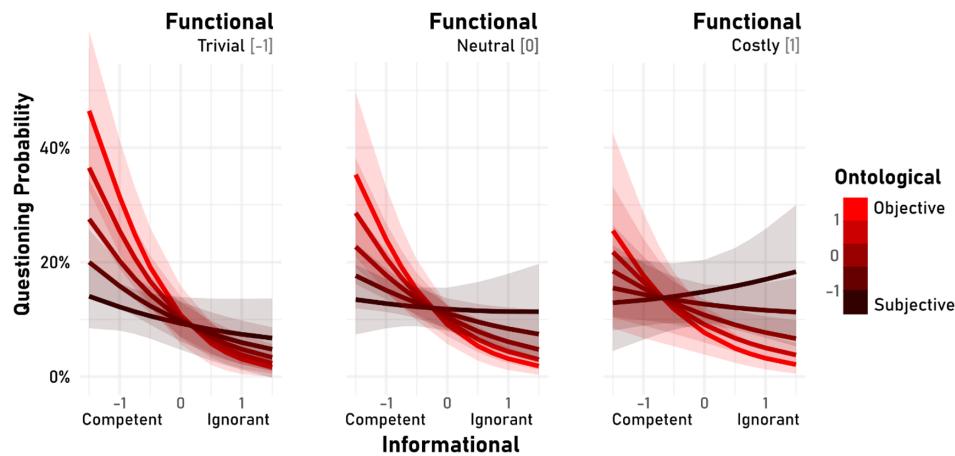 Functional
Trivial [-1]
Functional
Neutral [0]
Functional
Costly [1]
Questioning Probability
40%
20%
0%
-1
0
1
Competent
Ignorant
-1
0
1
Competent
Ignorant
-1
0
1
Competent
Ignorant
Informational
Ontological
1
0
-1
Objective
Subjective